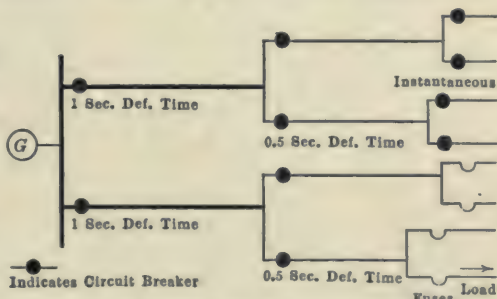 Instantaneous
1 Sec. Def. Time
0.5 Sec. Def. Time
G
1 Sec. Def. Time
0.5 Sec. Def. Time
Indicates Circuit Breaker
Load
Fuses